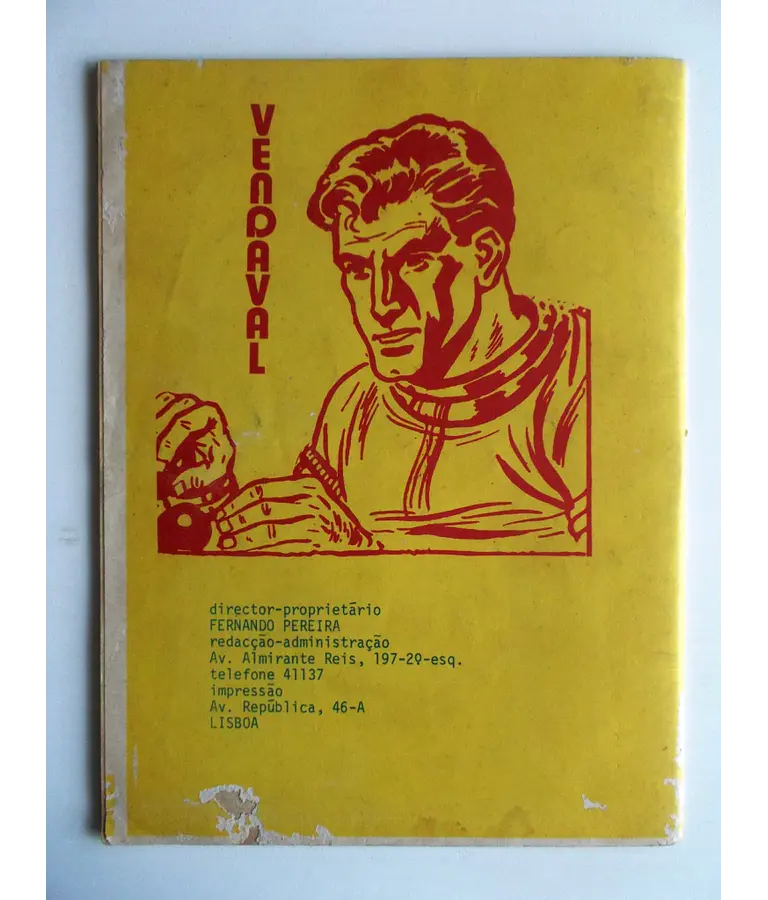 VENDAVAL
director-proprietário
FERNANDO PEREIRA
redacção-administração
Av. Almirante Reis, 197-2º-esq.
telefone 41137
impressão
Av. República, 46-A
LISBOA